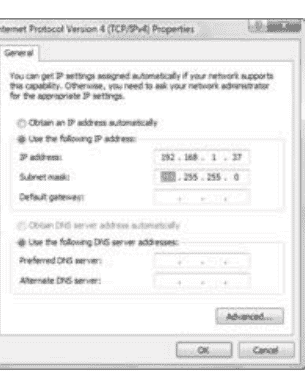 ternet Protocol Version 4 (TCP/IPv4) Properties
General
You can get IP settings assigned automatically if your network supports
this capability. Otherwise, you need to ask your network administrator
for the appropriate IP settings.
Obtain an IP address automatically
Use the following IP address:
IP address: 192 . 168 . 1 . 37
Subnet mask: 255 . 255 . 255 . 0
Default gateway: . . .
Obtain DNS server address automatically
Use the following DNS server addresses:
Preferred DNS server: . . .
Alternate DNS server: . . .
Advanced...
OK Cancel